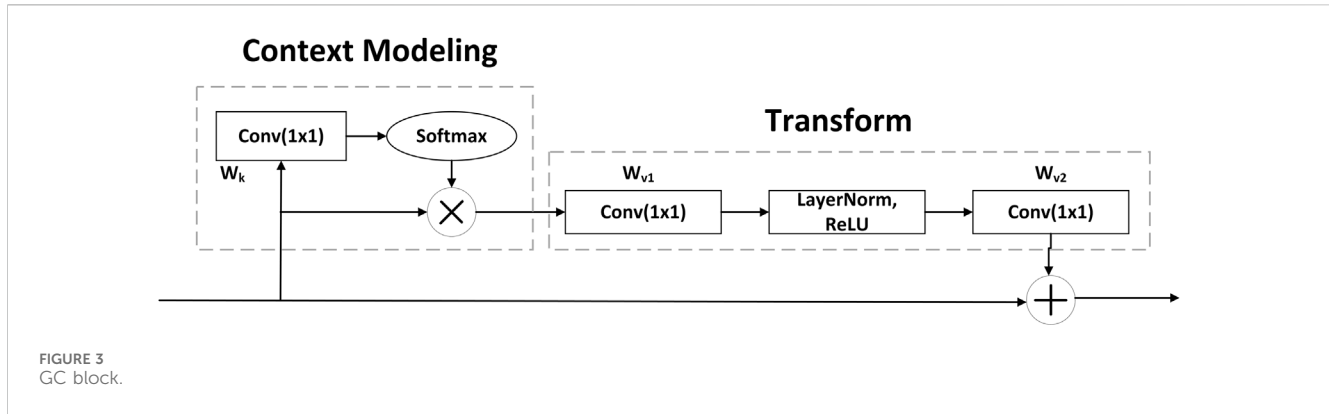 Context Modeling
Conv(1x1)
Softmax
Wk
Transform
Wv1
Wv2
Conv(1x1)
LayerNorm,
ReLU
Conv(1x1)
FIGURE 3
GC block.